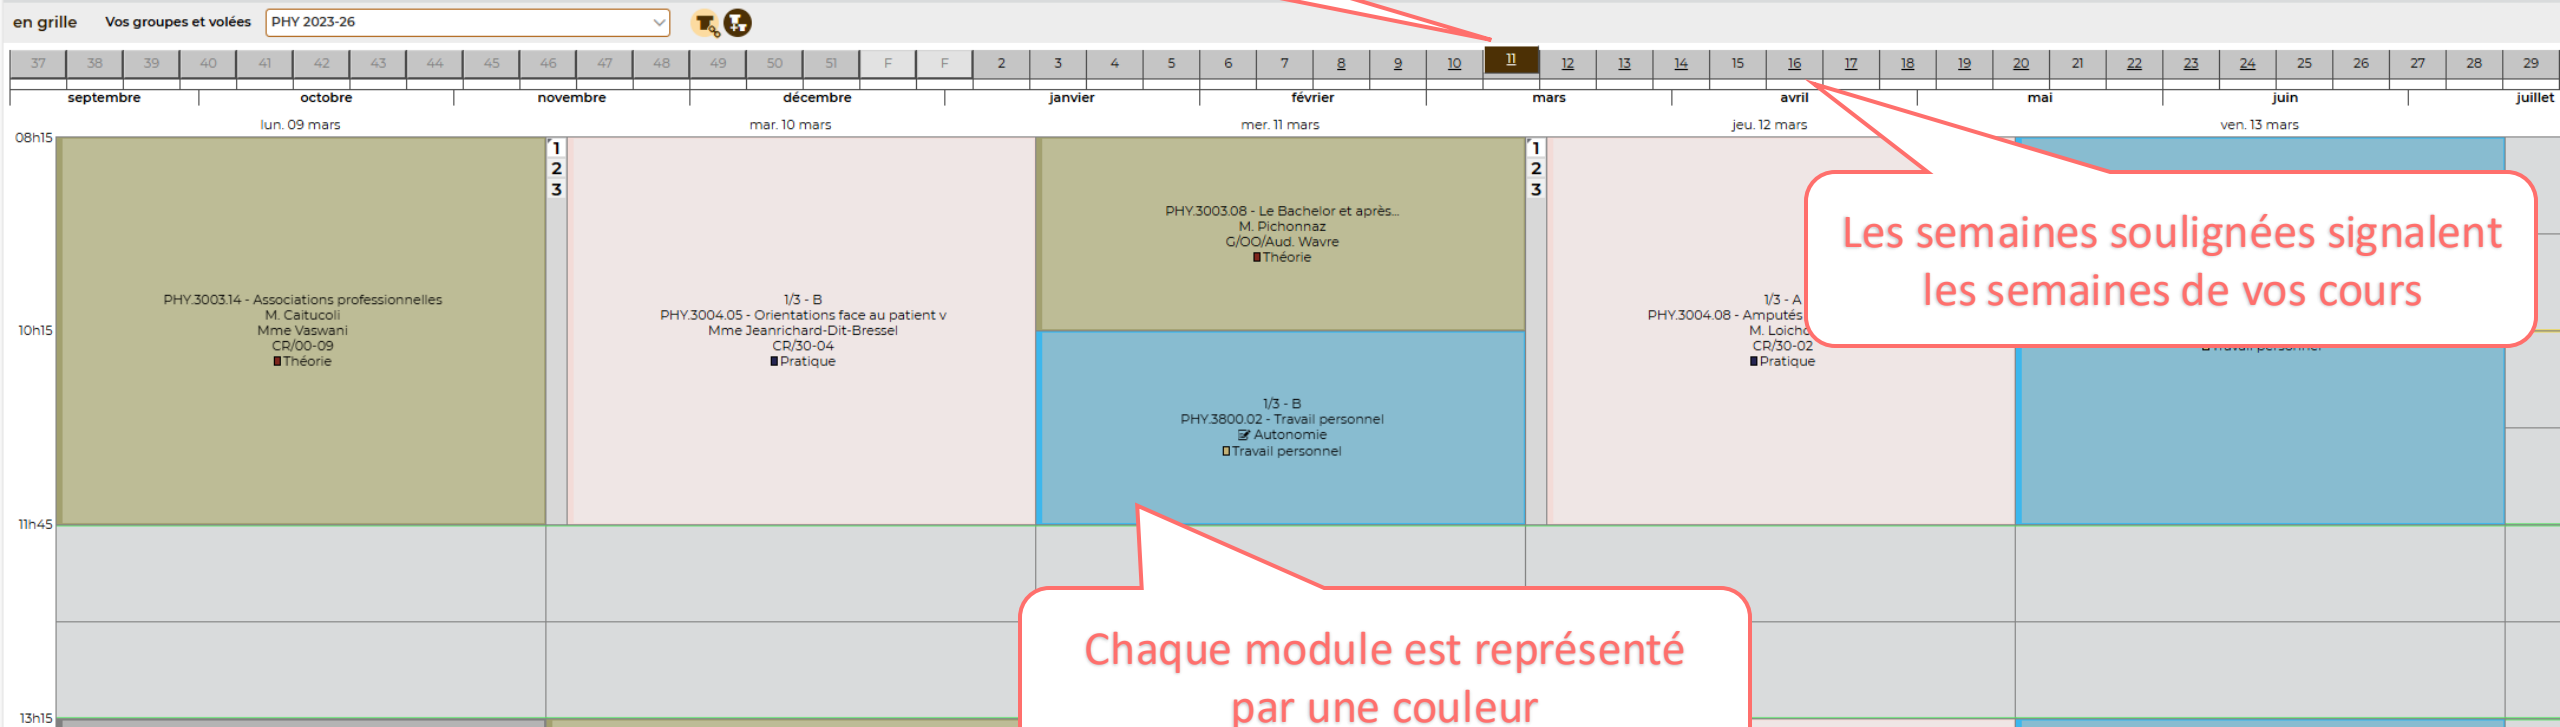 en grille Vos groupes et volées PHY 2023-26
37 38 39 40 41 42 43 44 45 46 47 48 49 50 51 F F 2 3 4 5 6 7 8 9 10 11 12 13 14 15 16 17 18 19 20 21 22 23 24 25 26 27 28 29
septembre octobre novembre décembre janvier février mars avril mai juin juillet
lun. 09 mars mar. 10 mars mer. 11 mars jeu. 12 mars ven. 13 mars
08h15
10h15
11h45
13h15
PHY.3003.14 - Associations professionnelles
M. Caitucoli
Mme Vaswani
CR/00-09
Théorie
1
2
3
1/3 - B
PHY.3004.05 - Orientations face au patient v
Mme Jeanrichard-Dit-Bressel
CR/30-04
Pratique
PHY.3003.08 - Le Bachelor et après...
M. Pichonnaz
G/OO/Aud. Wavre
Théorie
1/3 - B
PHY.3800.02 - Travail personnel
Autonomie
Travail personnel
1
2
3
1/3 - A
PHY.3004.08 - Amputés
M.
CR/30-02
Pratique
Les semaines soulignées signalent
les semaines de vos cours
Chaque module est représenté
par une couleur